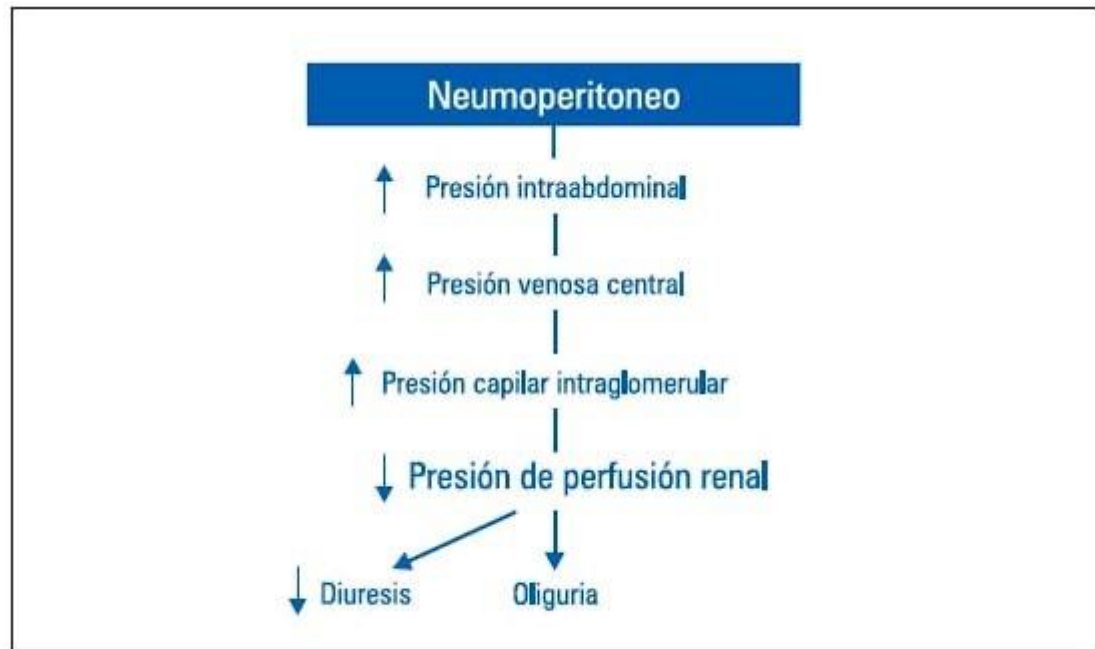 Neumoperitoneo
↑ Presión intraabdominal
↑ Presión venosa central
↑ Presión capilar intraglomerular
↓ Presión de perfusión renal
↓ Diuresis Oliguria